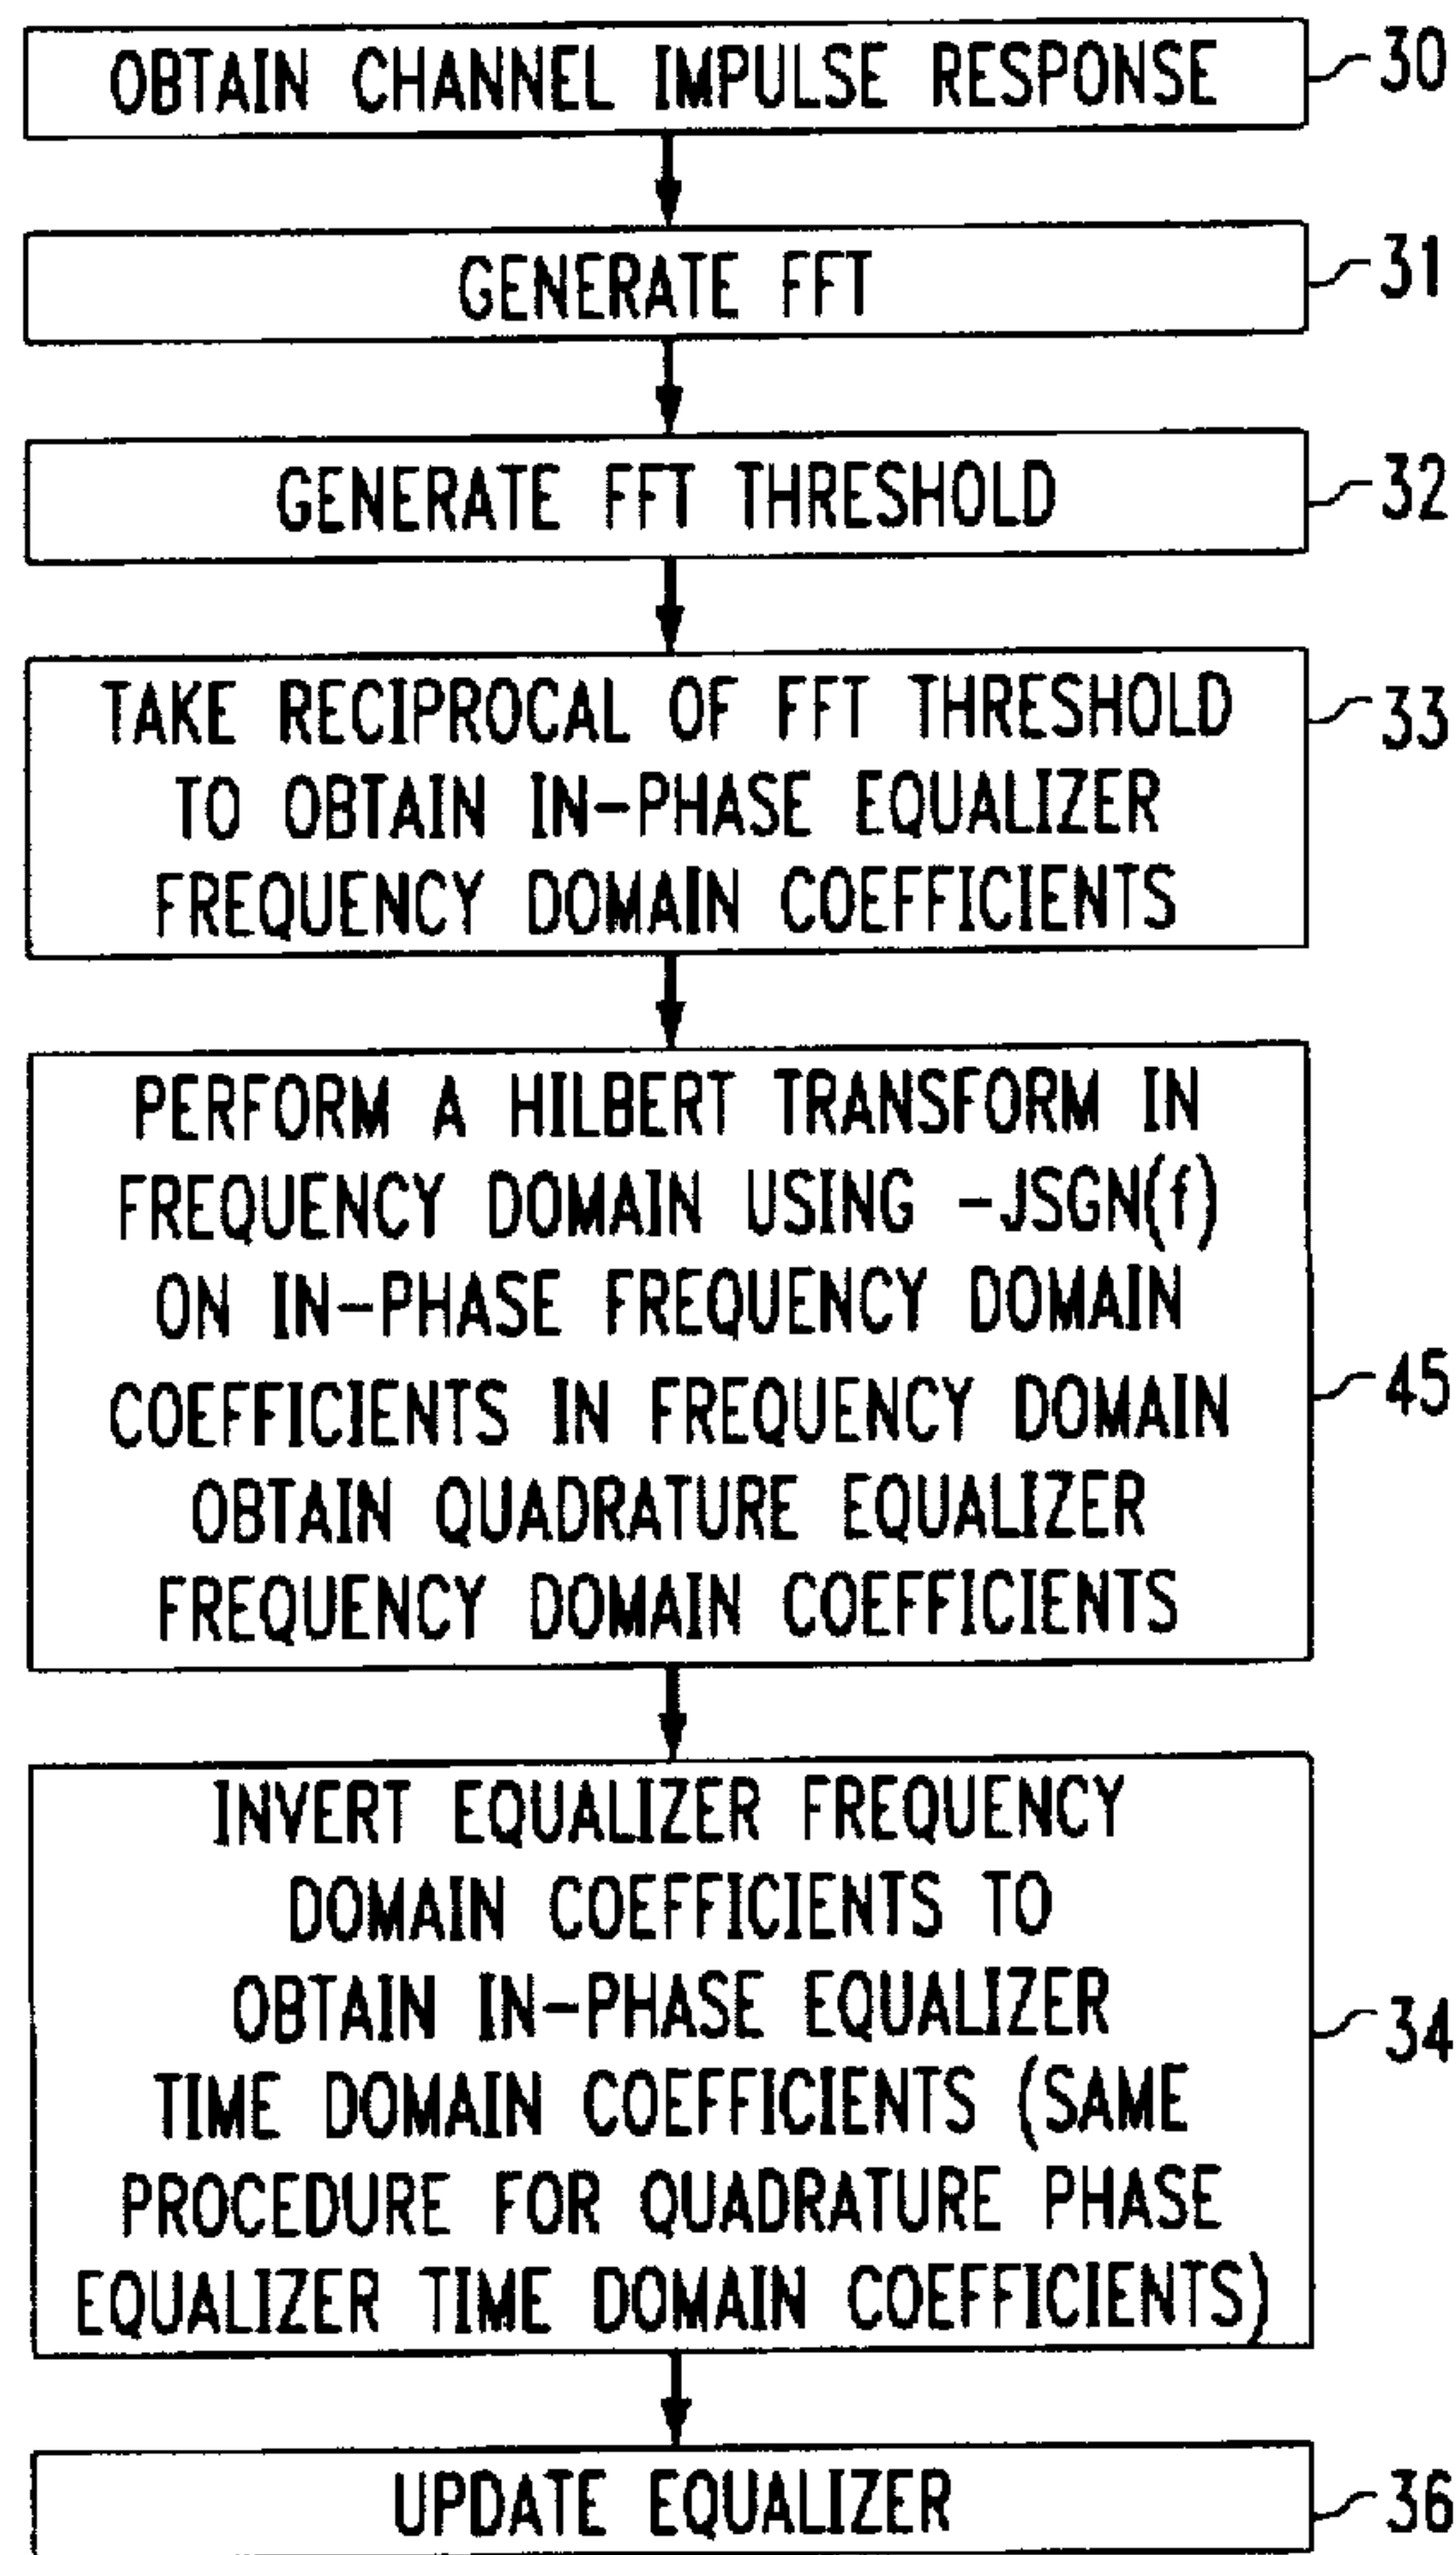 OBTAIN CHANNEL IMPULSE RESPONSE
30
GENERATE FFT
31
GENERATE FFT THRESHOLD
32
TAKE RECIPROCAL OF FFT THRESHOLD
TO OBTAIN IN-PHASE EQUALIZER
FREQUENCY DOMAIN COEFFICIENTS
33
PERFORM A HILBERT TRANSFORM IN
FREQUENCY DOMAIN USING -JSGN(f)
ON IN-PHASE FREQUENCY DOMAIN
COEFFICIENTS IN FREQUENCY DOMAIN
OBTAIN QUADRATURE EQUALIZER
FREQUENCY DOMAIN COEFFICIENTS
45
INVERT EQUALIZER FREQUENCY
DOMAIN COEFFICIENTS TO
OBTAIN IN-PHASE EQUALIZER
TIME DOMAIN COEFFICIENTS (SAME
PROCEDURE FOR QUADRATURE PHASE
EQUALIZER TIME DOMAIN COEFFICIENTS)
34
UPDATE EQUALIZER
36